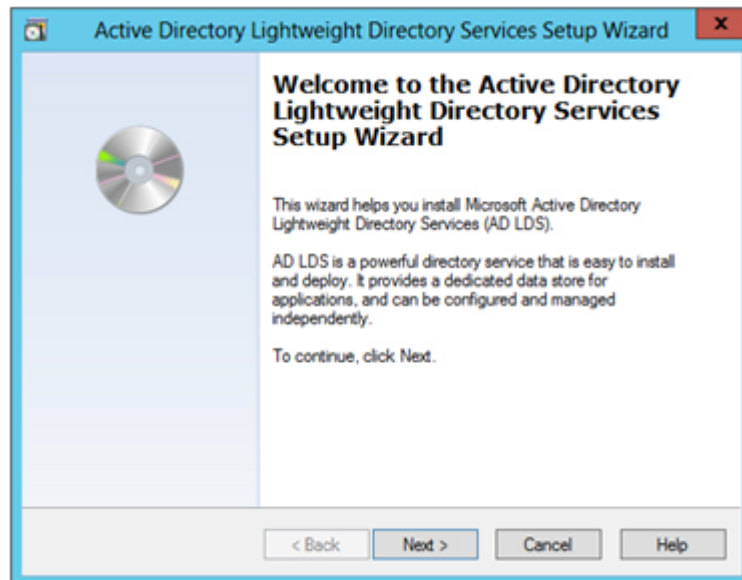 Active Directory Lightweight Directory Services Setup Wizard
x
Welcome to the Active Directory
Lightweight Directory Services
Setup Wizard
This wizard helps you install Microsoft Active Directory
Lightweight Directory Services (AD LDS).
AD LDS is a powerful directory service that is easy to install
and deploy. It provides a dedicated data store for
applications, and can be configured and managed
independently.
To continue, click Next.
< Back Next > Cancel Help